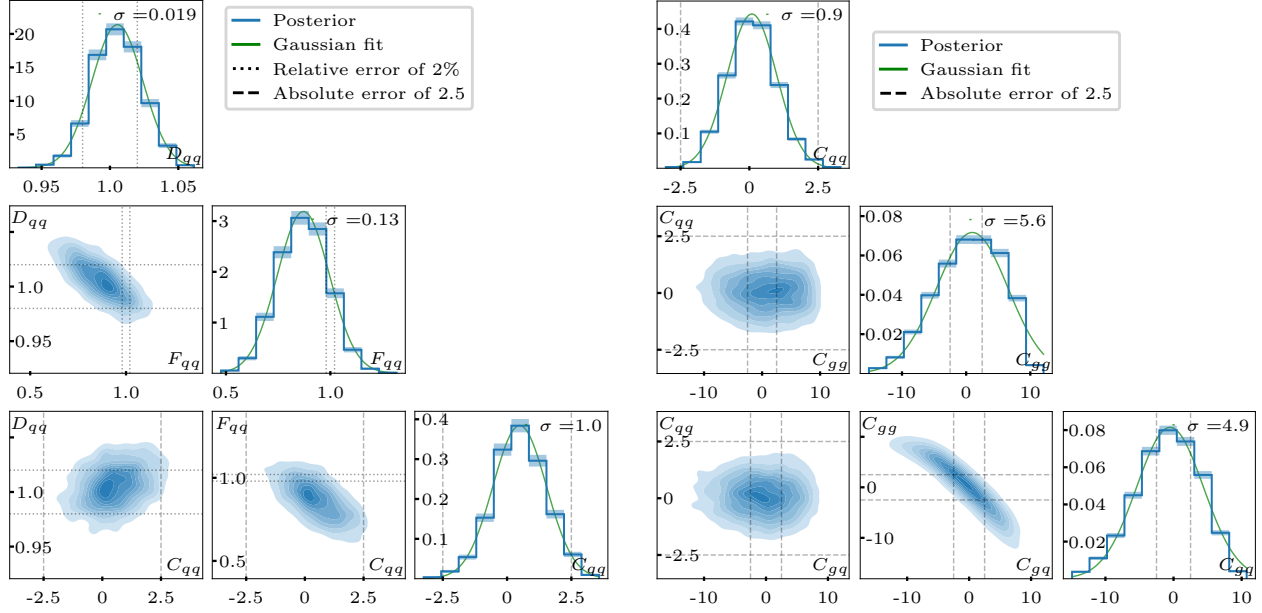 σ =0.019
20
15
10
5
D_qq
0.95 1.0 1.05
Posterior
Gaussian fit
Relative error of 2%
Absolute error of 2.5
D_qq
1.0
0.95
F_qq
0.5 1.0
σ =0.13
3
2
1
F_qq
0.5 1.0
D_qq
1.0
0.95
C_qq
-2.5 0 2.5
F_qq
1.0
0.5
C_qq
-2.5 0 2.5
σ =1.0
0.4
0.3
0.2
0.1
C_qq
-2.5 0 2.5
σ =0.9
0.4
0.3
0.2
0.1
C_qq
-2.5 0 2.5
Posterior
Gaussian fit
Absolute error of 2.5
C_qq
2.5
0
-2.5
C_gg
-10 0 10
σ =5.6
0.08
0.06
0.04
0.02
C_gg
-10 0 10
C_qq
2.5
0
-2.5
C_gq
-10 0 10
C_gg
0
-10
C_gq
-10 0 10
σ =4.9
0.08
0.06
0.04
0.02
C_gq
-10 0 10